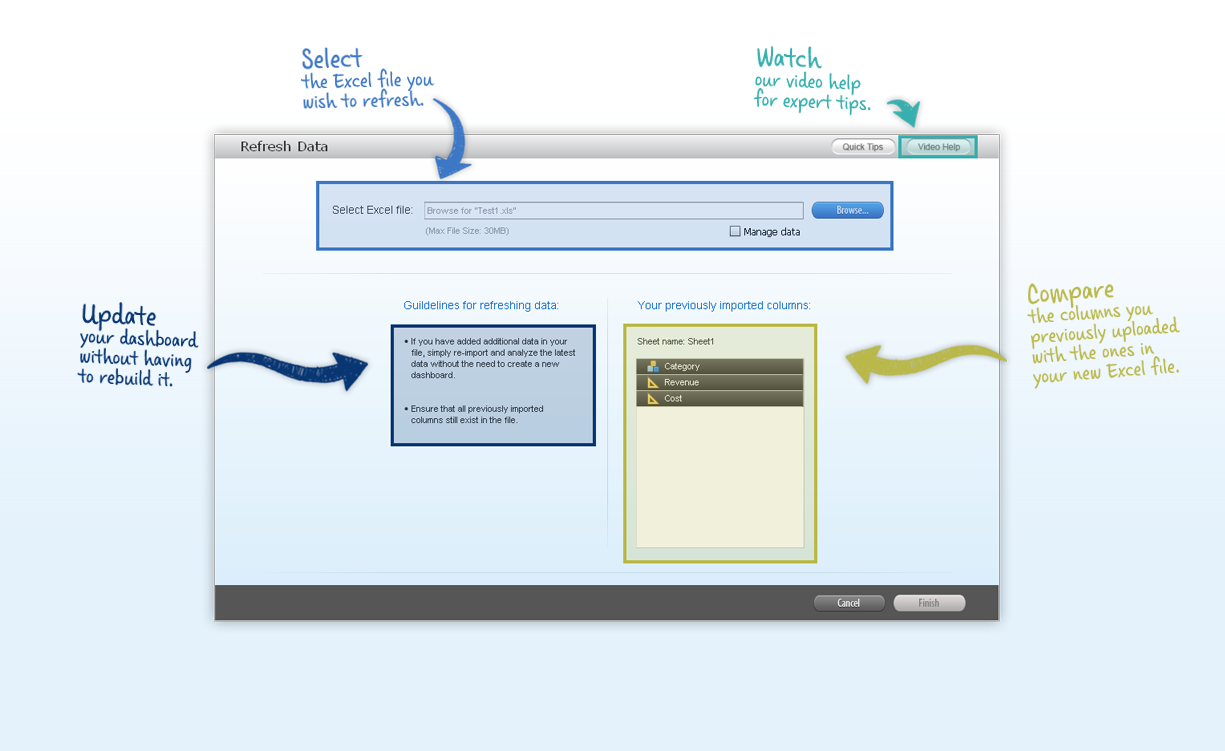 Select
the Excel file you
wish to refresh.
Watch
our video help
for expert tips.
Refresh Data
Quick Tips
Video Help
Select Excel file:
Browse for "Test1.xls"
Browse...
(Max File Size: 30MB)
Manage data
Update
your dashboard
without having
to rebuild it.
Guildelines for refreshing data:
• If you have added additional data in your
file, simply re-import and analyze the latest
data without the need to create a new
dashboard.
• Ensure that all previously imported
columns still exist in the file.
Your previously imported columns:
Sheet name: Sheet1
Category
Revenue
Cost
Compare
the columns you
previously uploaded
with the ones in
your new Excel file.
Cancel
Finish